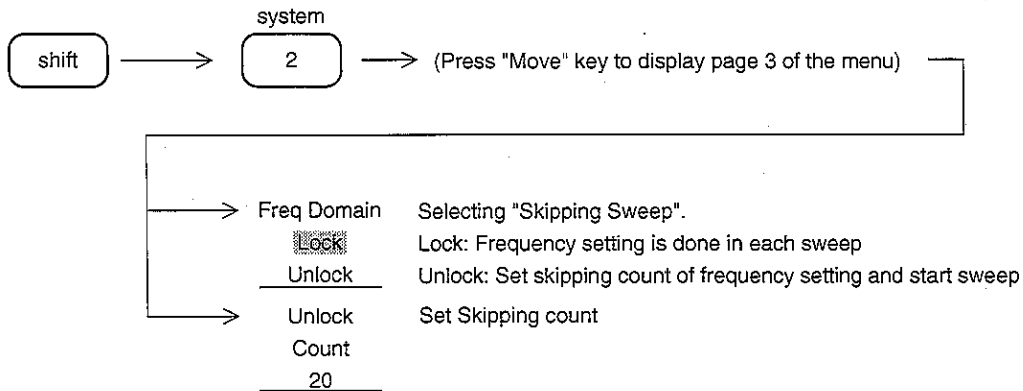 system
shift 2 (Press "Move" key to display page 3 of the menu)
Freq Domain Selecting "Skipping Sweep".
Lock Lock: Frequency setting is done in each sweep
Unlock Unlock: Set skipping count of frequency setting and start sweep
Unlock Set Skipping count
Count
20